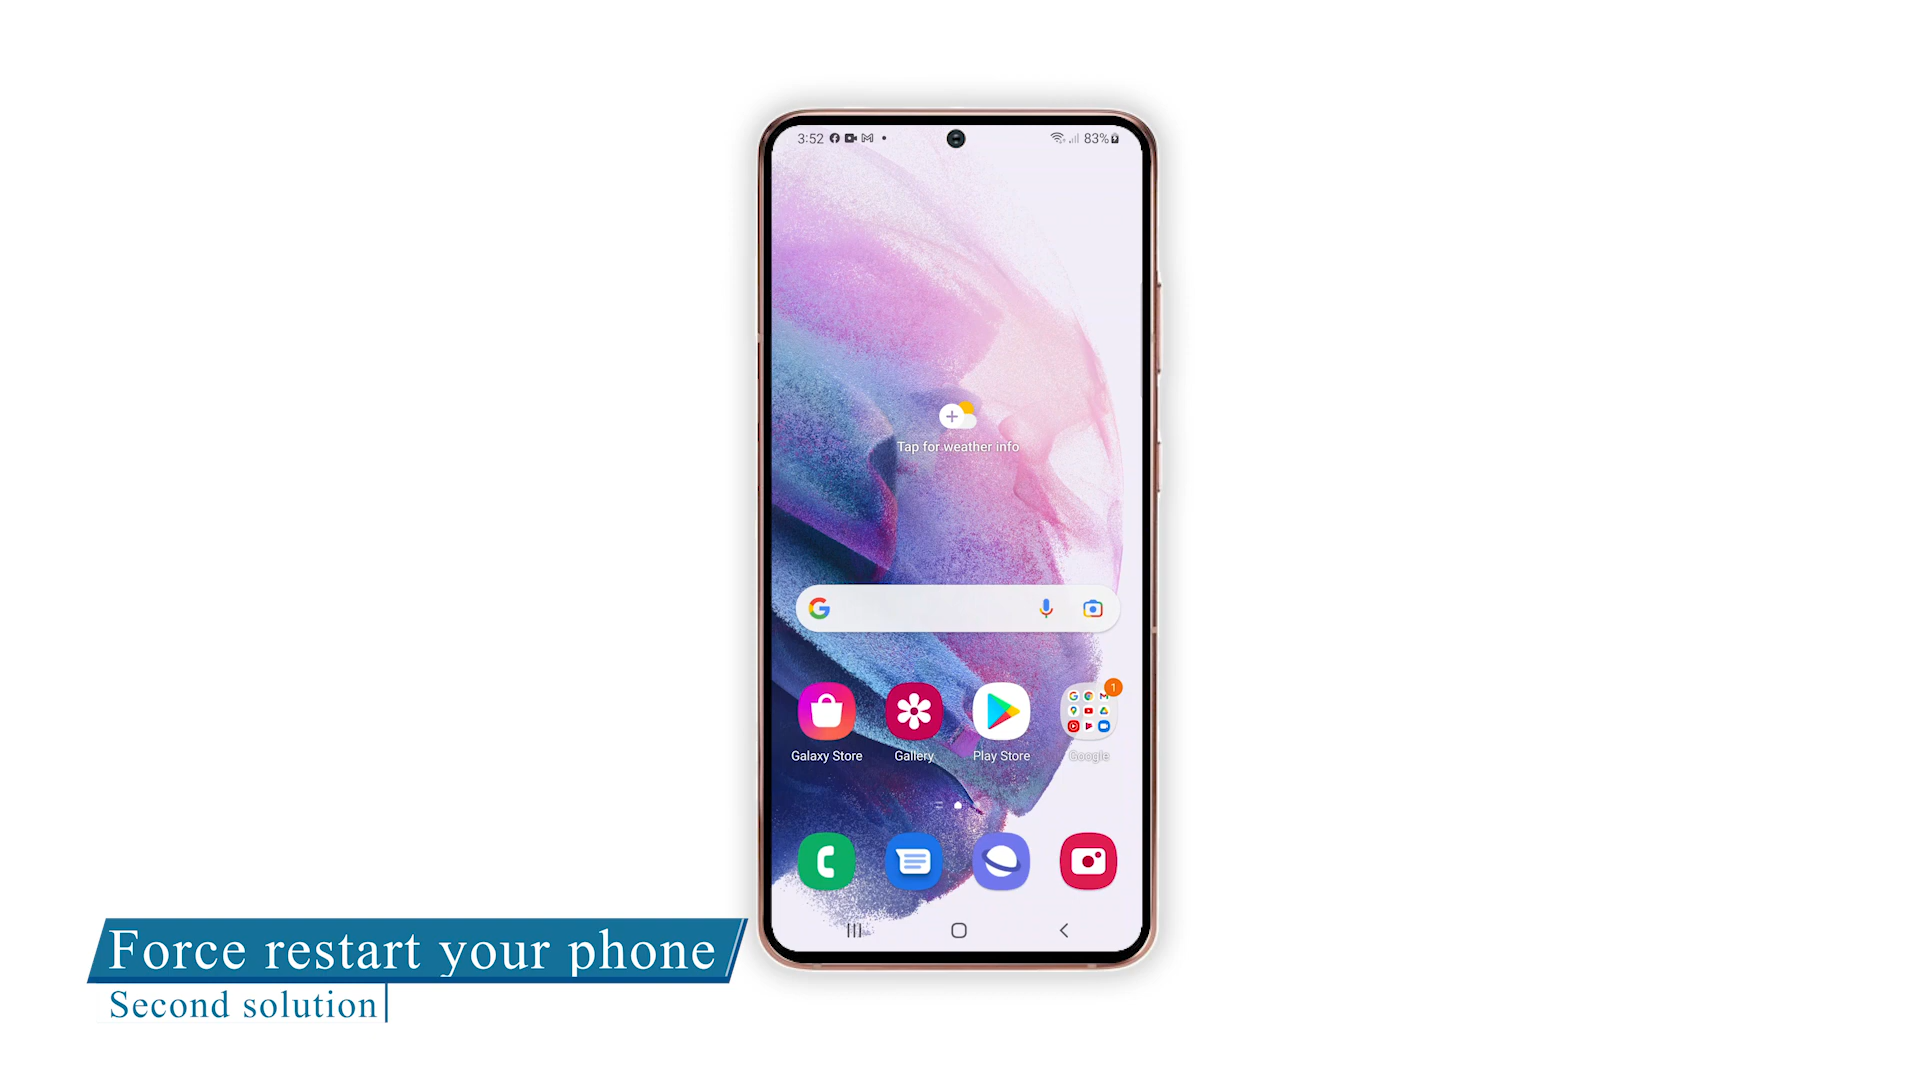 3:52
83%
Tap for weather info
1
Galaxy Store
Gallery
Play Store
Google
Force restart your phone
Second solution